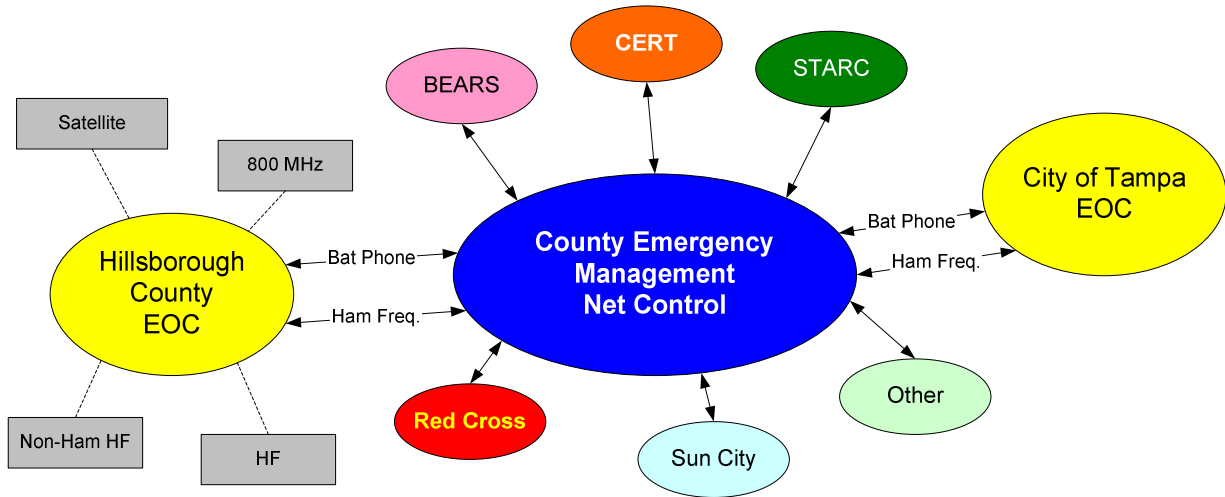 CERT
STARC
BEARS
Satellite
800 MHz
City of Tampa
EOC
Bat Phone
Ham Freq.
County Emergency
Management
Net Control
Hillsborough
County
EOC
Bat Phone
Ham Freq.
Other
Red Cross
Non-Ham HF
HF
Sun City